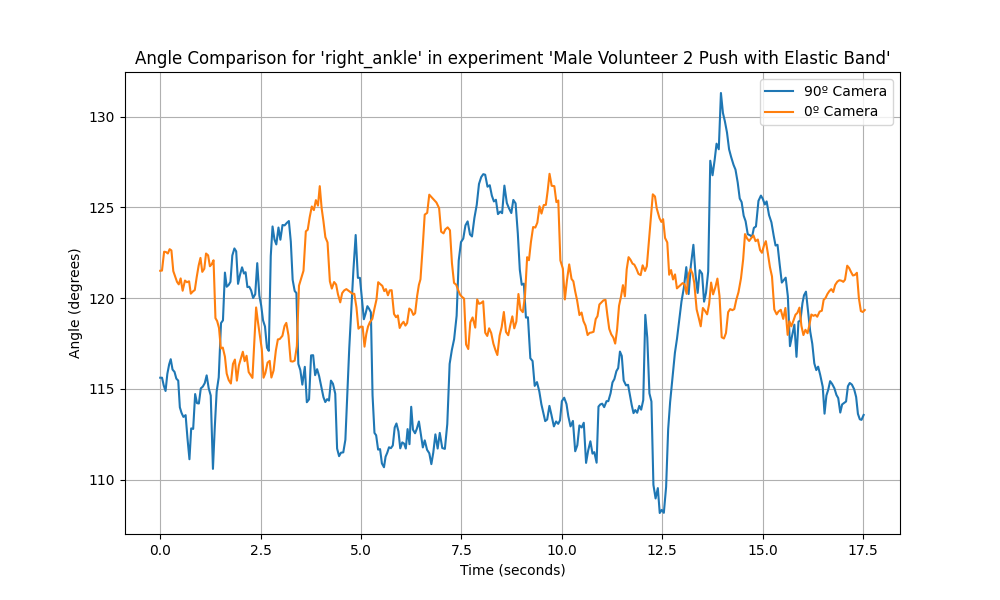 Angle Comparison for 'right_ankle' in experiment 'Male Volunteer 2 Push with Elastic Band'
90º Camera
0º Camera
Angle (degrees)
130
125
120
115
110
0.0 2.5 5.0 7.5 10.0 12.5 15.0 17.5
Time (seconds)